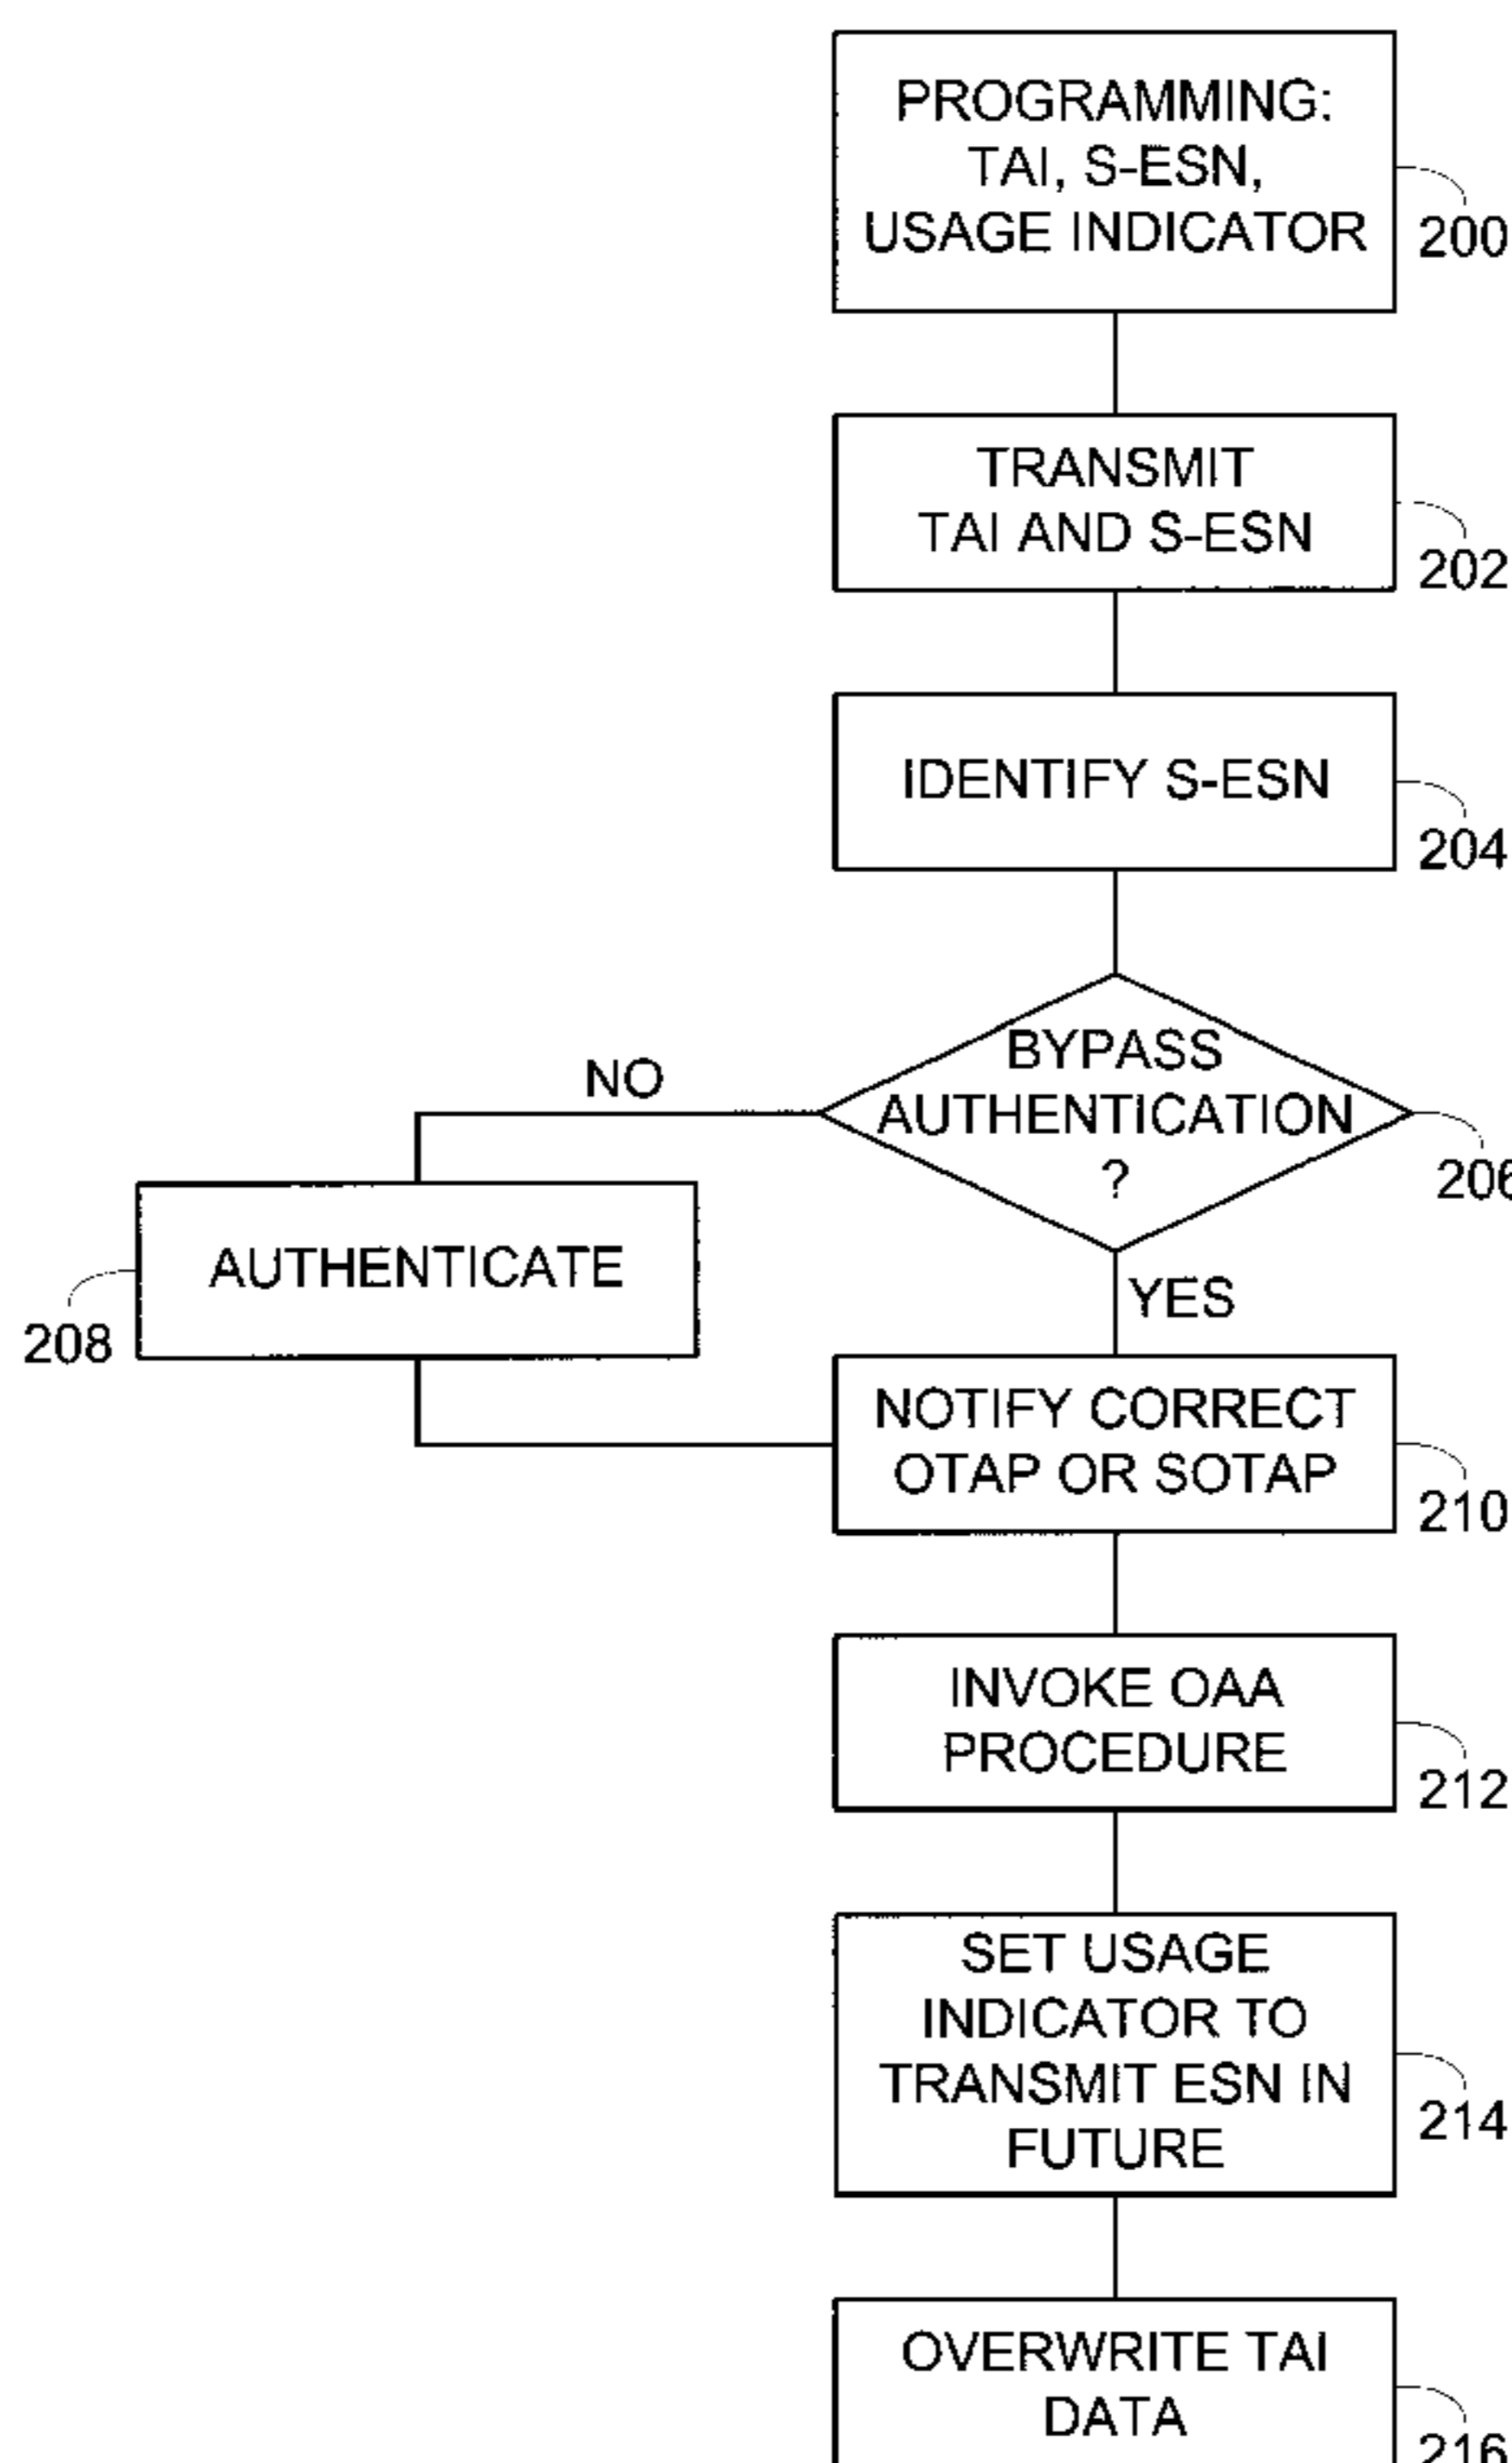 PROGRAMMING:
TAI, S-ESN,
USAGE INDICATOR
200
TRANSMIT
TAI AND S-ESN
202
IDENTIFY S-ESN
204
BYPASS
AUTHENTICATION
?
206
NO
AUTHENTICATE
208
YES
NOTIFY CORRECT
OTAP OR SOTAP
210
INVOKE OAA
PROCEDURE
212
SET USAGE
INDICATOR TO
TRANSMIT ESN IN
FUTURE
214
OVERWRITE TAI
DATA
216